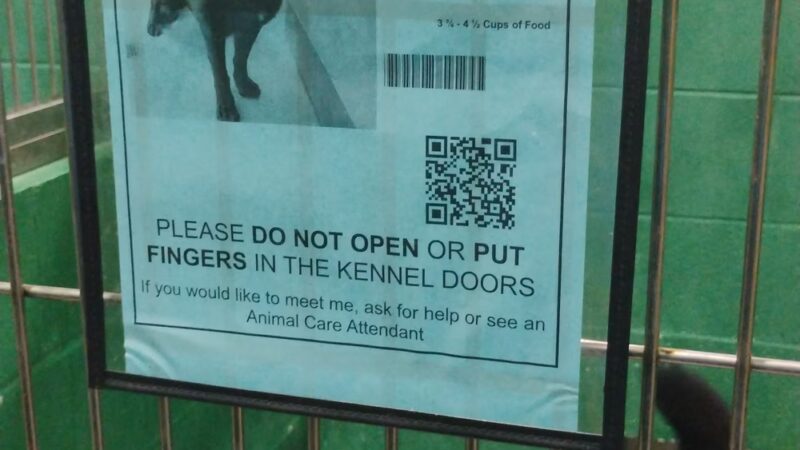 3 ¾ - 4 ½ Cups of Food
PLEASE DO NOT OPEN OR PUT
FINGERS IN THE KENNEL DOORS
If you would like to meet me, ask for help or see an
Animal Care Attendant